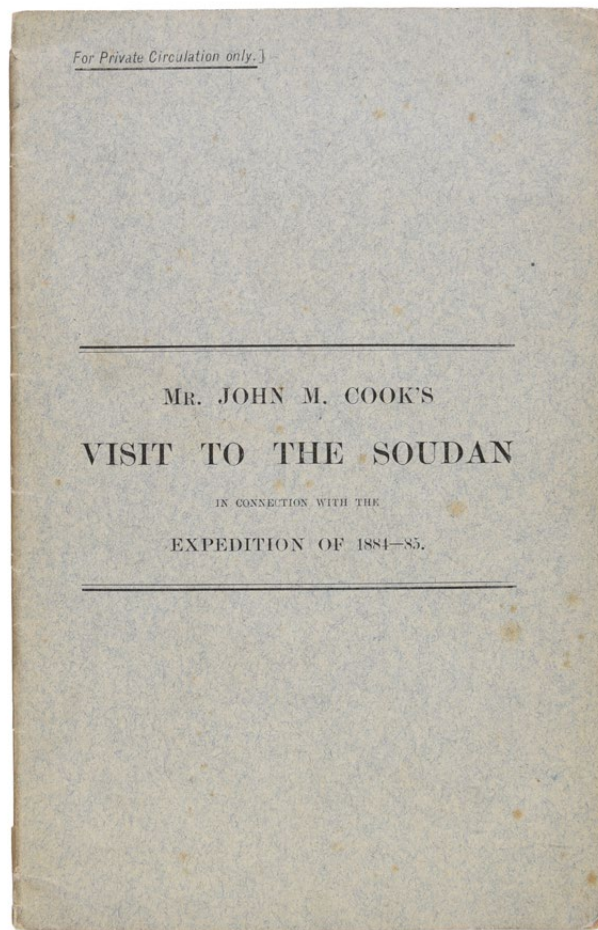 For Private Circulation only.}
MR. JOHN M. COOK'S
VISIT TO THE SOUDAN
IN CONNECTION WITH THE
EXPEDITION OF 1884—85.